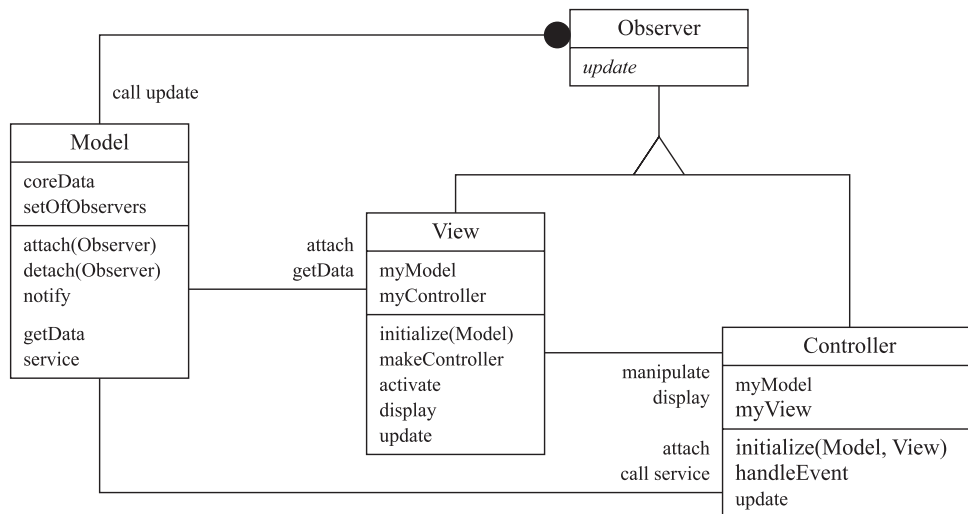 Observer
update
call update
Model
coreData
setOfObservers
attach(Observer)
detach(Observer)
notify
getData
service
attach
getData
View
myModel
myController
initialize(Model)
makeController
activate
display
update
manipulate
display
attach
call service
Controller
myModel
myView
initialize(Model, View)
handleEvent
update